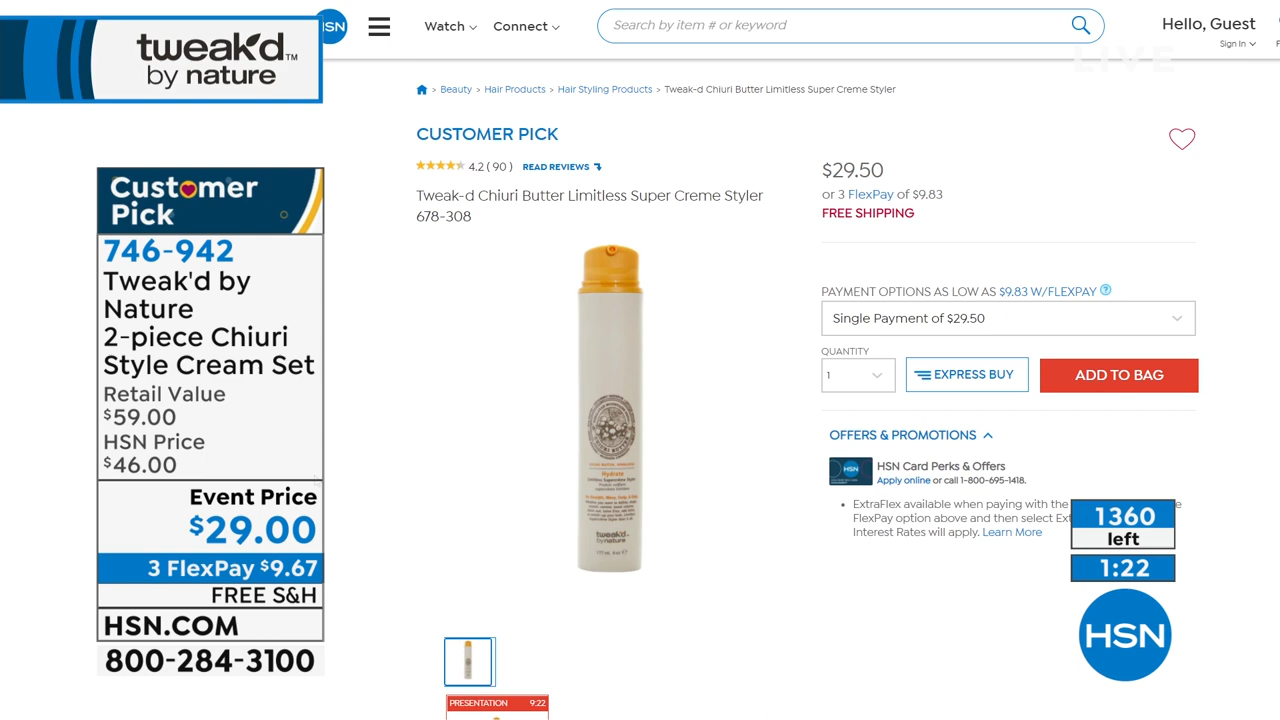 tweak'd™
by nature
HSN
Watch
Connect
Search by item # or keyword
Hello, Guest
Sign In
LIVE
> Beauty > Hair Products > Hair Styling Products > Tweak-d Chiuri Butter Limitless Super Creme Styler
CUSTOMER PICK
4.2 ( 90 ) READ REVIEWS
Tweak-d Chiuri Butter Limitless Super Creme Styler
678-308
$29.50
or 3 FlexPay of $9.83
FREE SHIPPING
PAYMENT OPTIONS AS LOW AS $9.83 W/FLEXPAY ?
Single Payment of $29.50
QUANTITY
1
EXPRESS BUY
ADD TO BAG
OFFERS & PROMOTIONS
HSN
HSN Card Perks & Offers
Apply online or call 1-800-695-1418.
• ExtraFlex available when paying with the
FlexPay option above and then select
Interest Rates will apply. Learn More
Customer
Pick
746-942
Tweak'd by
Nature
2-piece Chiuri
Style Cream Set
Retail Value
$59.00
HSN Price
$46.00
Event Price
$29.00
3 FlexPay $9.67
FREE S&H
HSN.COM
800-284-3100
Hydrate
tweak'd
by nature
PRESENTATION 9:22
1360
left
1:22
HSN